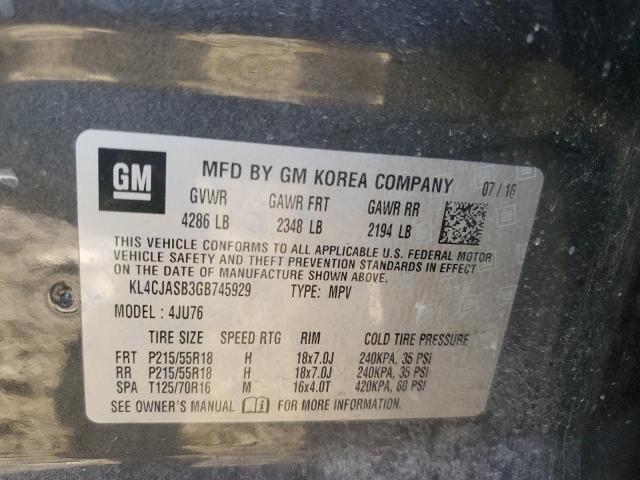 GM
MFD BY GM KOREA COMPANY 07/16
GVWR GAWR FRT GAWR RR
4286 LB 2348 LB 2194 LB
THIS VEHICLE CONFORMS TO ALL APPLICABLE U.S. FEDERAL MOTOR
VEHICLE SAFETY AND THEFT PREVENTION STANDARDS IN EFFECT
ON THE DATE OF MANUFACTURE SHOWN ABOVE.
KL4CJASB3GB745929 TYPE: MPV
MODEL: 4JU76
TIRE SIZE SPEED RTG RIM COLD TIRE PRESSURE
FRT P215/55R18 H 18x7.0J 240KPA, 35 PSI
RR P215/55R18 H 18x7.0J 240KPA, 35 PSI
SPA T125/70R16 M 16x4.0T 420KPA, 60 PSI
SEE OWNER'S MANUAL FOR MORE INFORMATION.